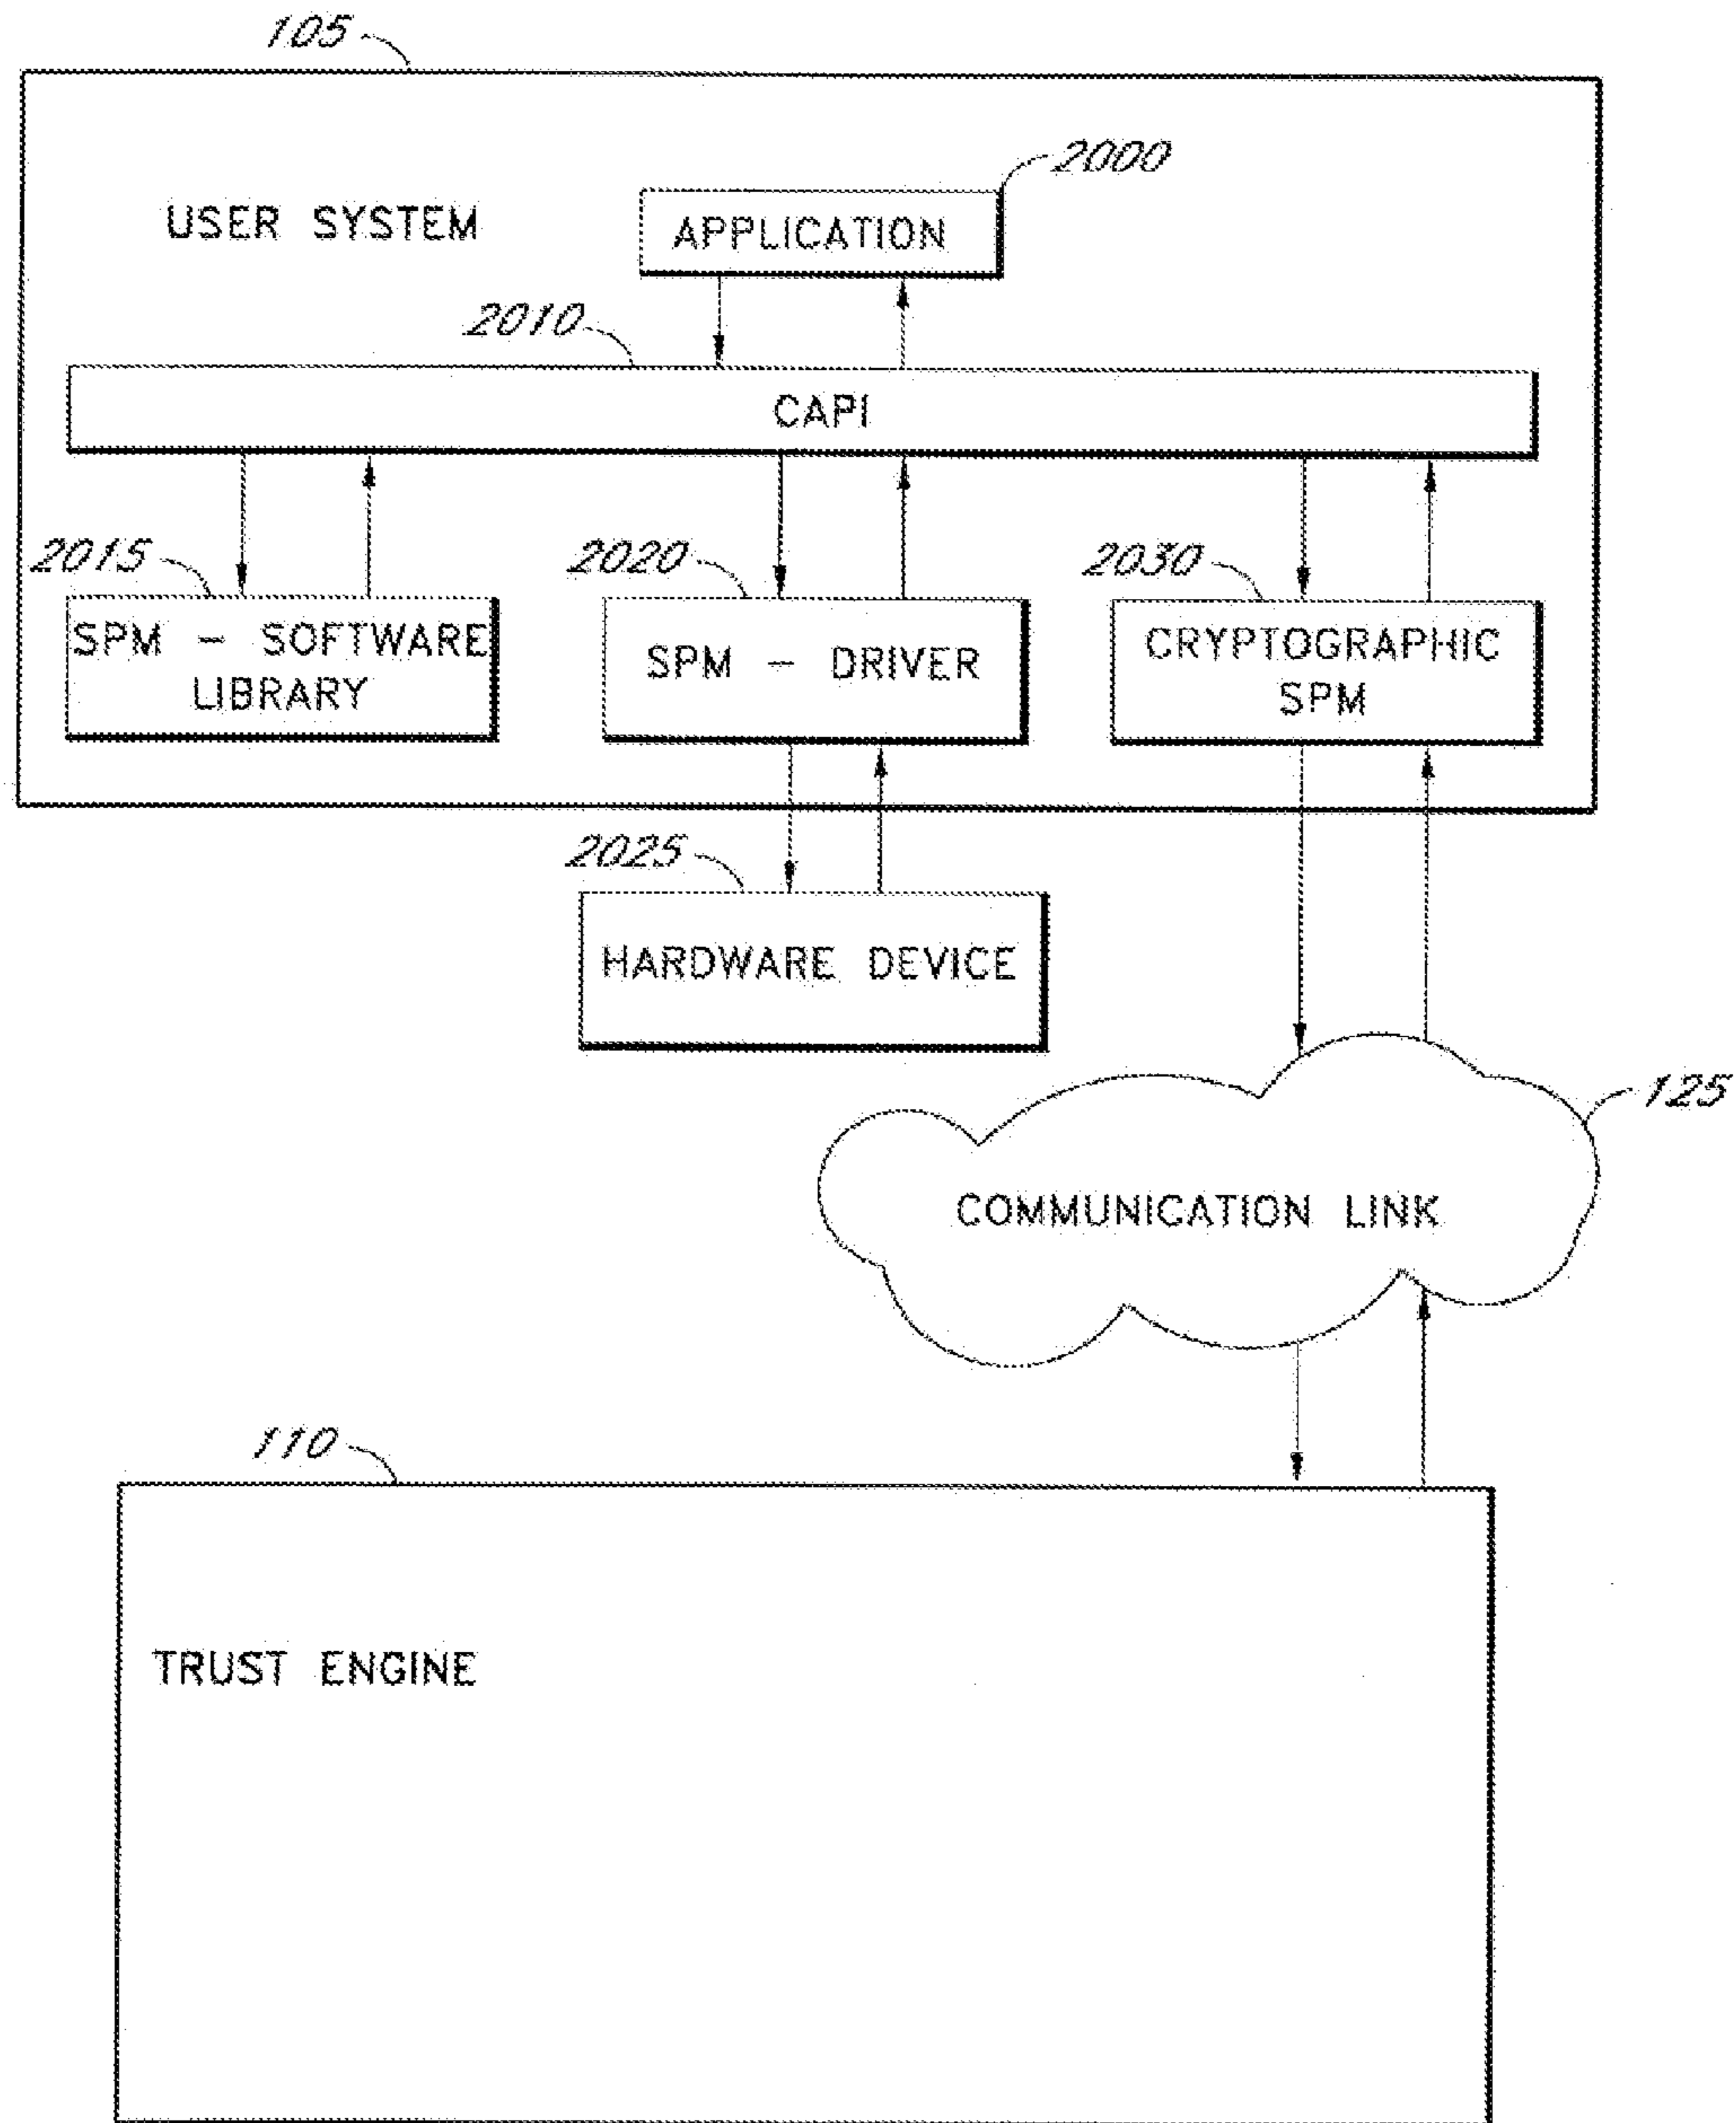 105
USER SYSTEM
2000
APPLICATION
2010
CAPI
2015
SPM - SOFTWARE
LIBRARY
2020
SPM - DRIVER
2030
CRYPTOGRAPHIC
SPM
2025
HARDWARE DEVICE
125
COMMUNICATION LINK
110
TRUST ENGINE